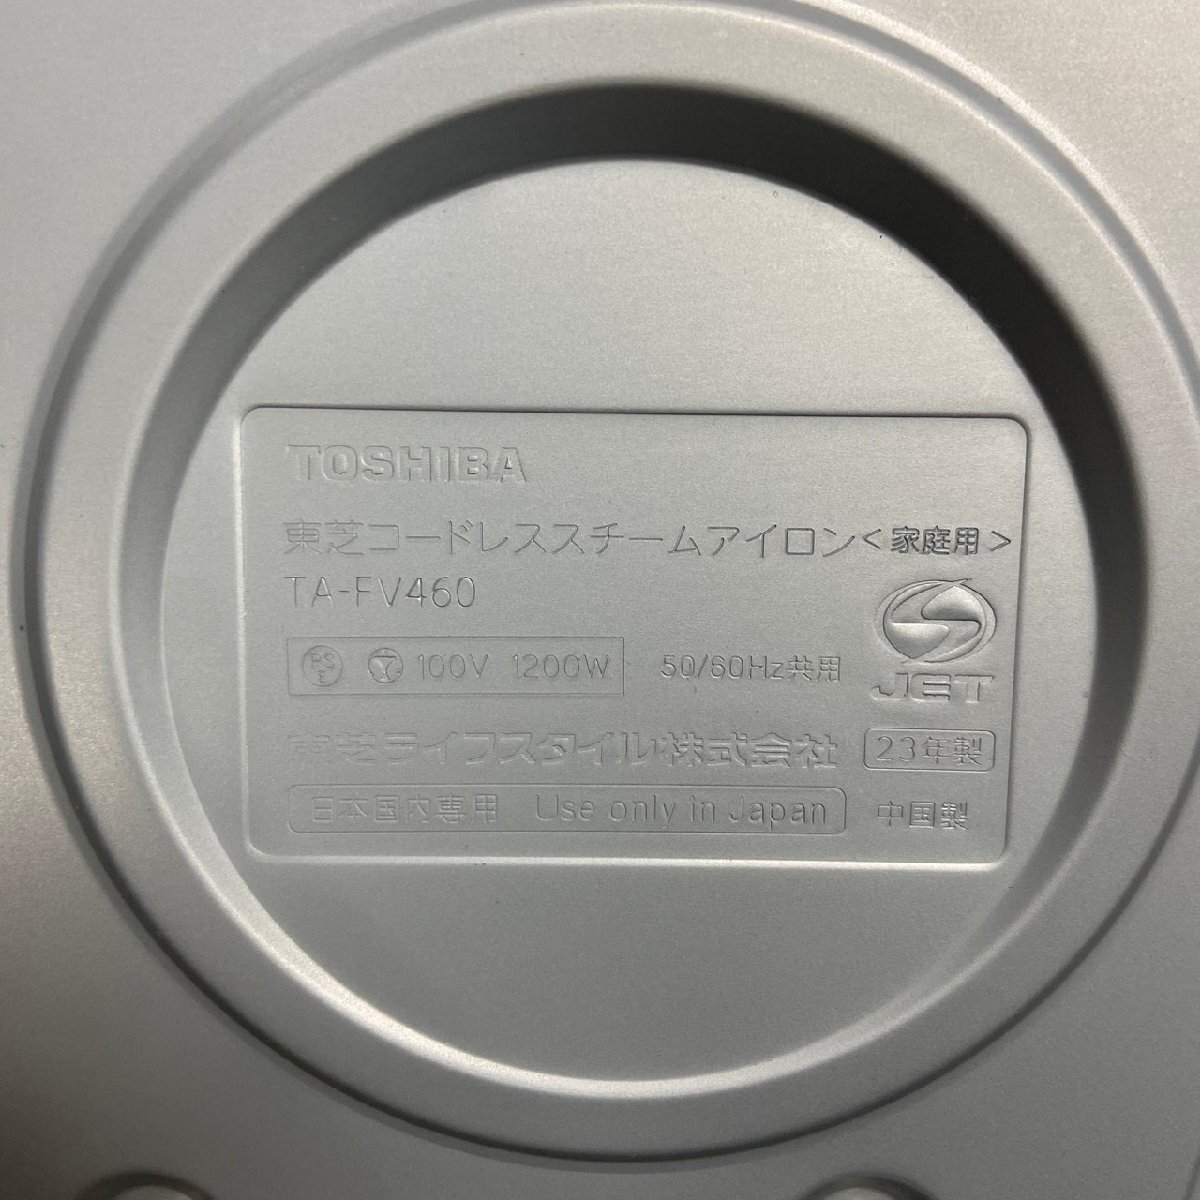 TOSHIBA
東芝コードレススチームアイロン<家庭用>
TA-FV460
PS E 100V 1200W 50/60Hz共用
JET
東芝ライフスタイル株式会社 23年製
日本国内専用 Use only in Japan 中国製